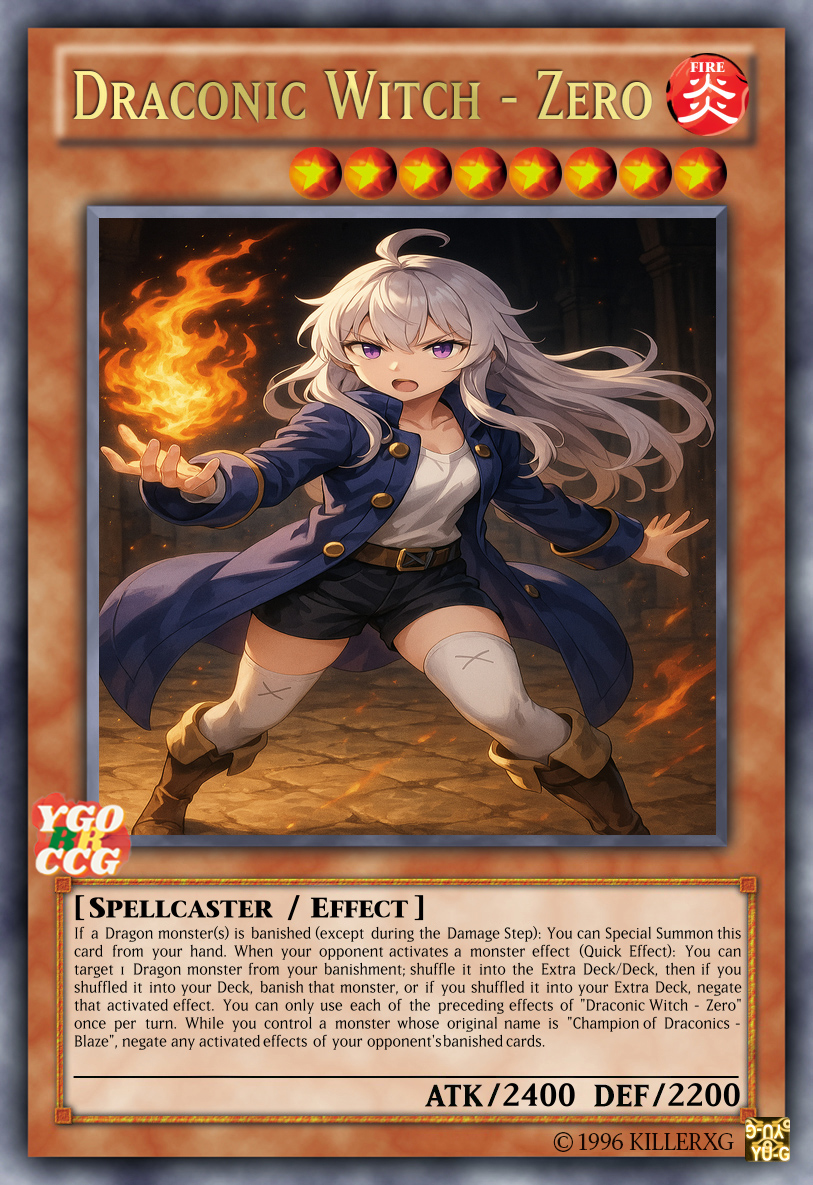 DRACONIC WITCH - ZERO
FIRE
炎
YGO
BR
CCG
[ SPELLCASTER / EFFECT ]
If a Dragon monster(s) is banished (except during the Damage Step): You can Special Summon this
card from your hand. When your opponent activates a monster effect (Quick Effect): You can
target 1 Dragon monster from your banishment; shuffle it into the Extra Deck/Deck, then if you
shuffled it into your Deck, banish that monster, or if you shuffled it into your Extra Deck, negate
that activated effect. You can only use each of the preceding effects of "Draconic Witch - Zero"
once per turn. While you control a monster whose original name is "Champion of Draconics -
Blaze", negate any activated effects of your opponent's banished cards.
ATK/2400 DEF/2200
© 1996 KILLERXG
YU-G